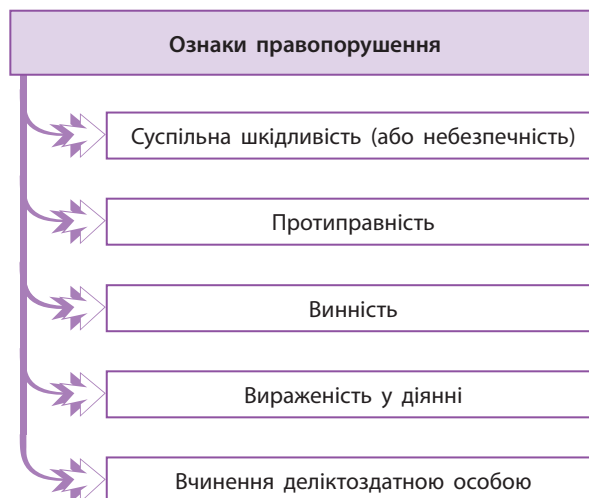 Ознаки правопорушення
Суспільна шкідливість (або небезпечність)
Протиправність
Винність
Вираженість у діянні
Вчинення деліктоздатною особою